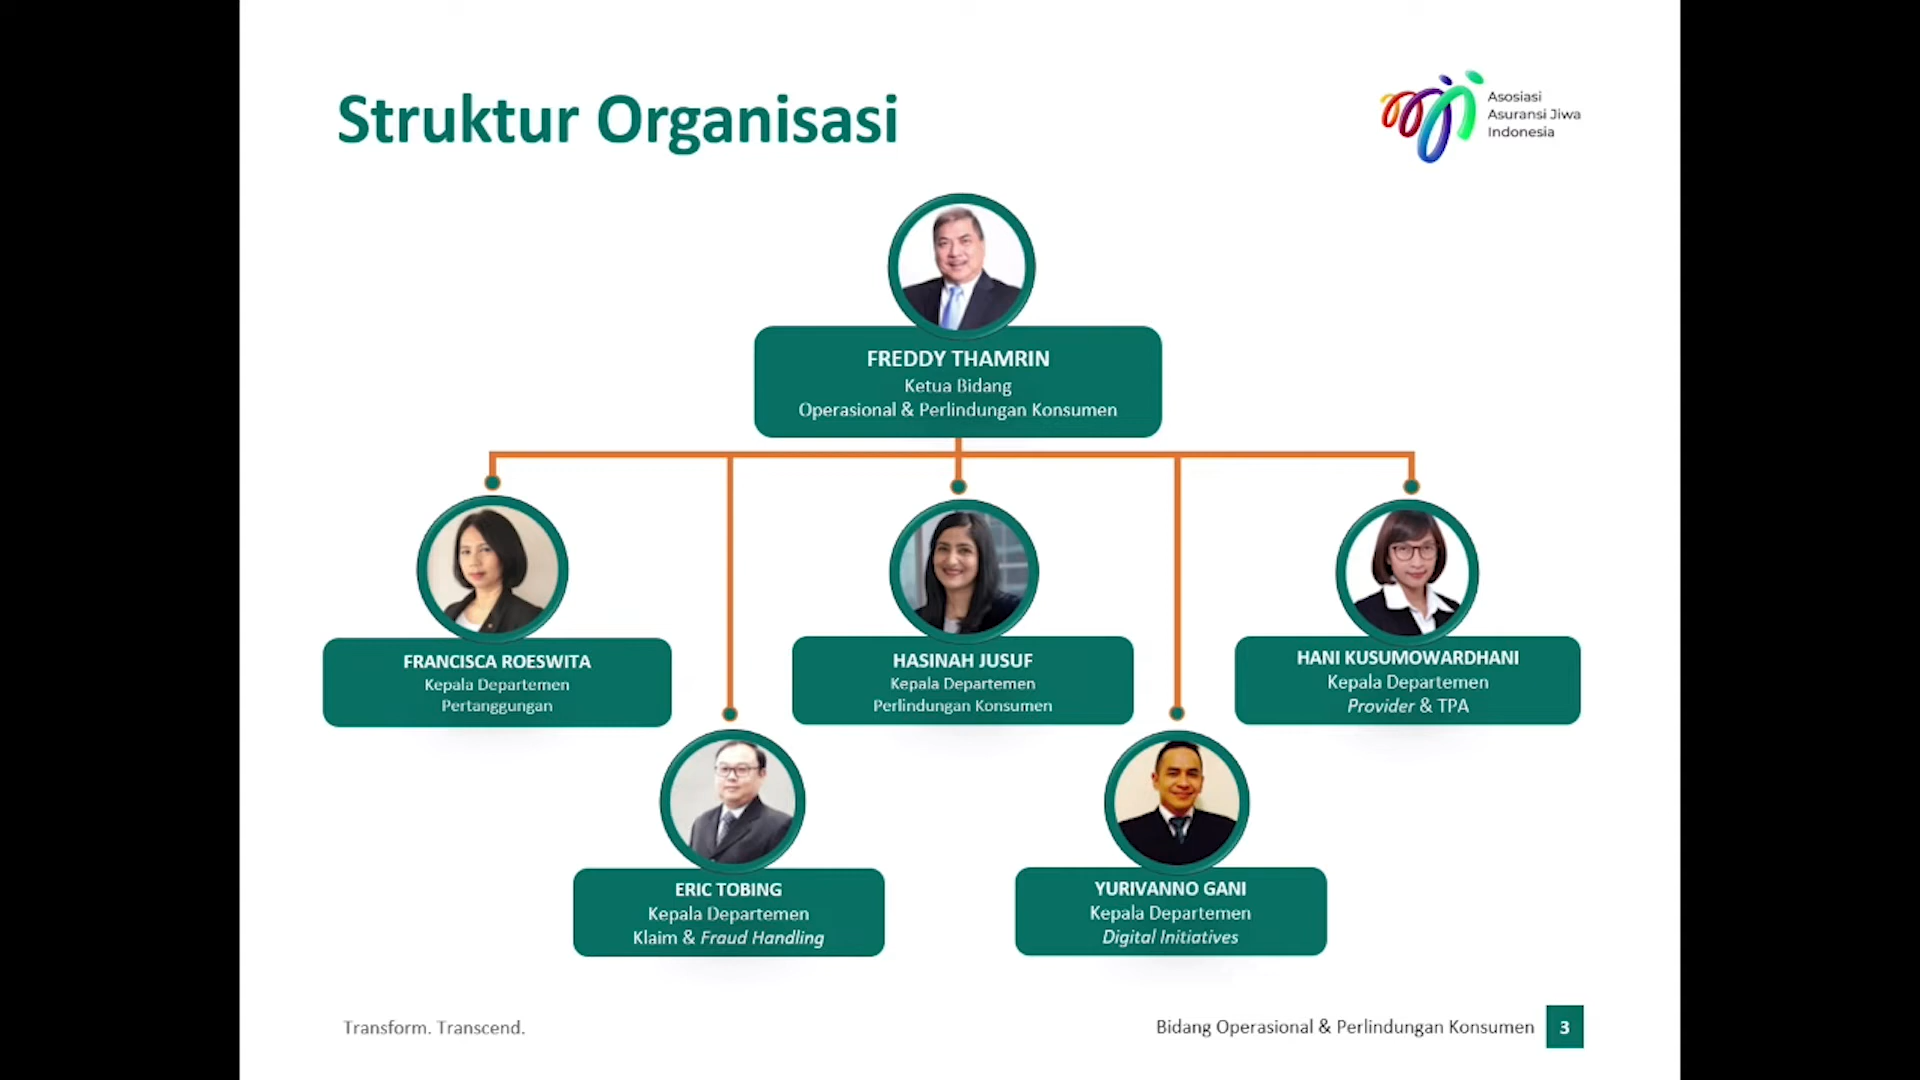 Struktur Organisasi
Asosiasi
Asuransi Jiwa
Indonesia
FREDDY THAMRIN
Ketua Bidang
Operasional & Perlindungan Konsumen
FRANCISCA ROESWITA
Kepala Departemen
Pertanggungan
HASINAH JUSUF
Kepala Departemen
Perlindungan Konsumen
HANI KUSUMOWARDHANI
Kepala Departemen
Provider & TPA
ERIC TOBING
Kepala Departemen
Klaim & Fraud Handling
YURIVANNO GANI
Kepala Departemen
Digital Initiatives
Transform. Transcend.
Bidang Operasional & Perlindungan Konsumen 3